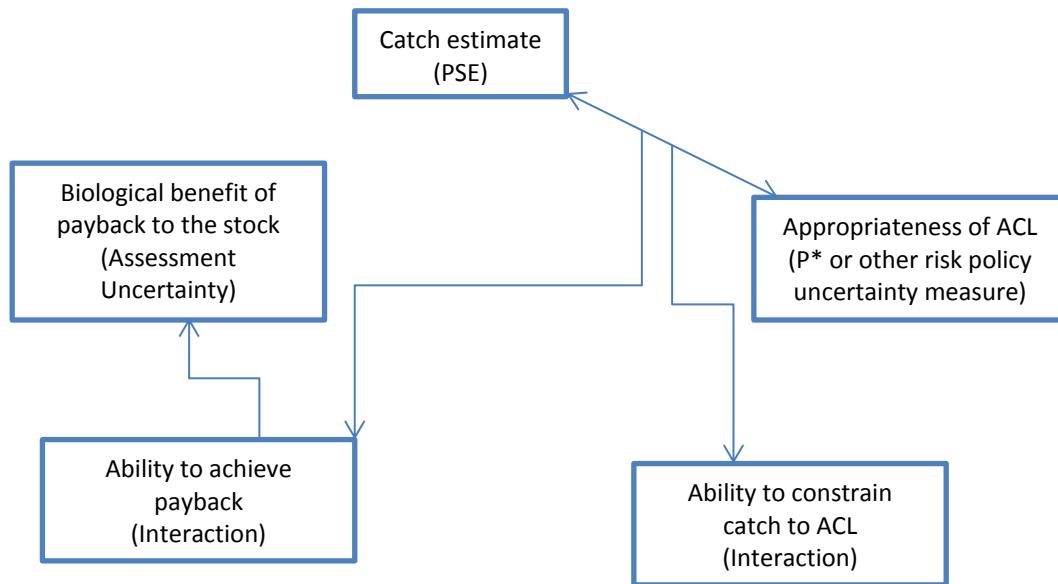 Catch estimate
(PSE)
Biological benefit of
payback to the stock
(Assessment
Uncertainty)
Appropriateness of ACL
(P* or other risk policy
uncertainty measure)
Ability to achieve
payback
(Interaction)
Ability to constrain
catch to ACL
(Interaction)